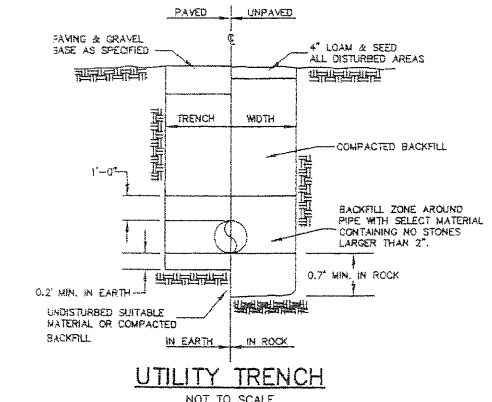 PAVED
UNPAVED
PAVING & GRAVEL
BASE AS SPECIFIED
4" LOAM & SEED
ALL DISTURBED AREAS
TRENCH
WIDTH
COMPACTED BACKFILL
1'-0"
BACKFILL ZONE AROUND
PIPE WITH SELECT MATERIAL
CONTAINING NO STONES
LARGER THAN 2".
0.7' MIN. IN ROCK
0.2' MIN. IN EARTH
UNDISTURBED SUITABLE
MATERIAL OR COMPACTED
BACKFILL
IN EARTH
IN ROCK
UTILITY TRENCH
NOT TO SCALE